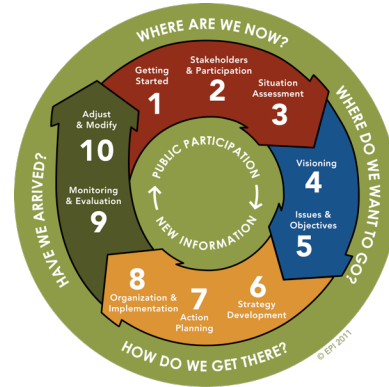 WHERE ARE WE NOW?
Getting
Started
1
Stakeholders
& Participation
2
Situation
Assessment
3
WHERE DO WE WANT TO GO?
Visioning
4
Issues &
Objectives
5
HOW DO WE GET THERE?
6
Strategy
Development
7
Action
Planning
8
Organization &
Implementation
HAVE WE ARRIVED?
Monitoring
& Evaluation
9
Adjust
& Modify
10
PUBLIC PARTICIPATION
NEW INFORMATION
© EPI 2011